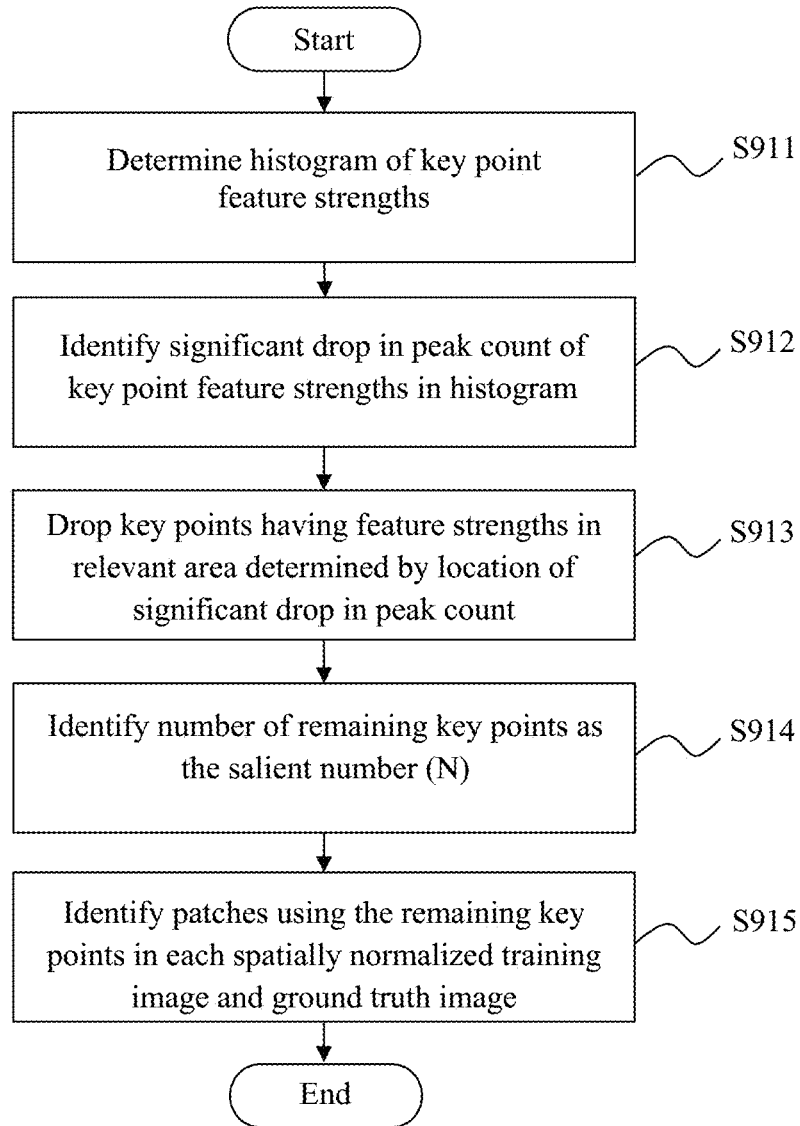 Start
Determine histogram of key point
feature strengths
S911
Identify significant drop in peak count of
key point feature strengths in histogram
S912
Drop key points having feature strengths in
relevant area determined by location of
significant drop in peak count
S913
Identify number of remaining key points as
the salient number (N)
S914
Identify patches using the remaining key
points in each spatially normalized training
image and ground truth image
S915
End